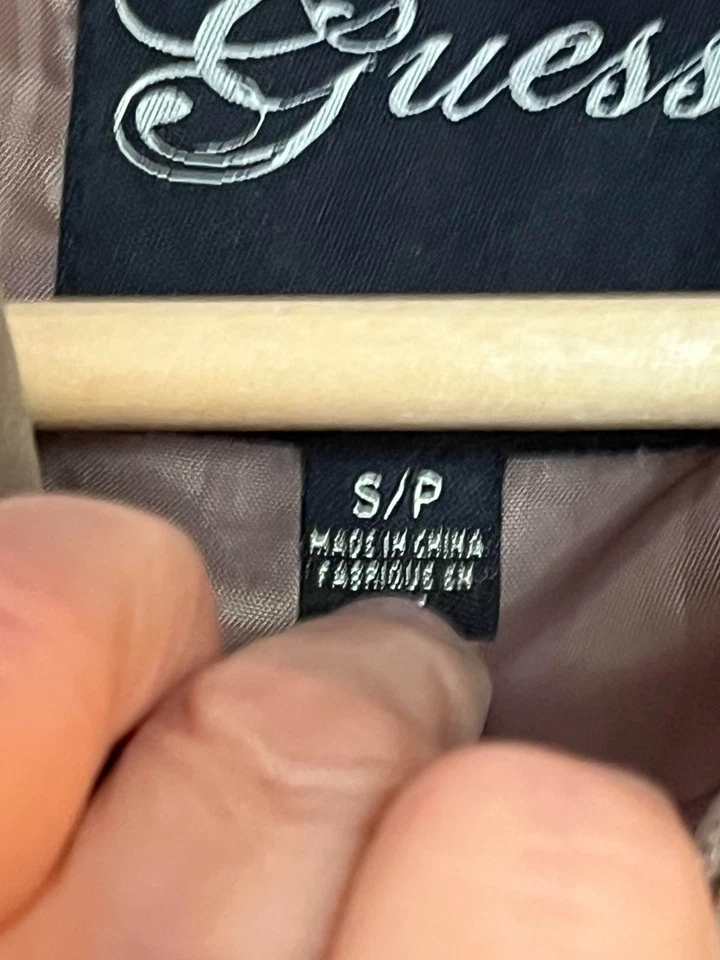 Guess
S/P
MADE IN CHINA
FABRIQUE EN